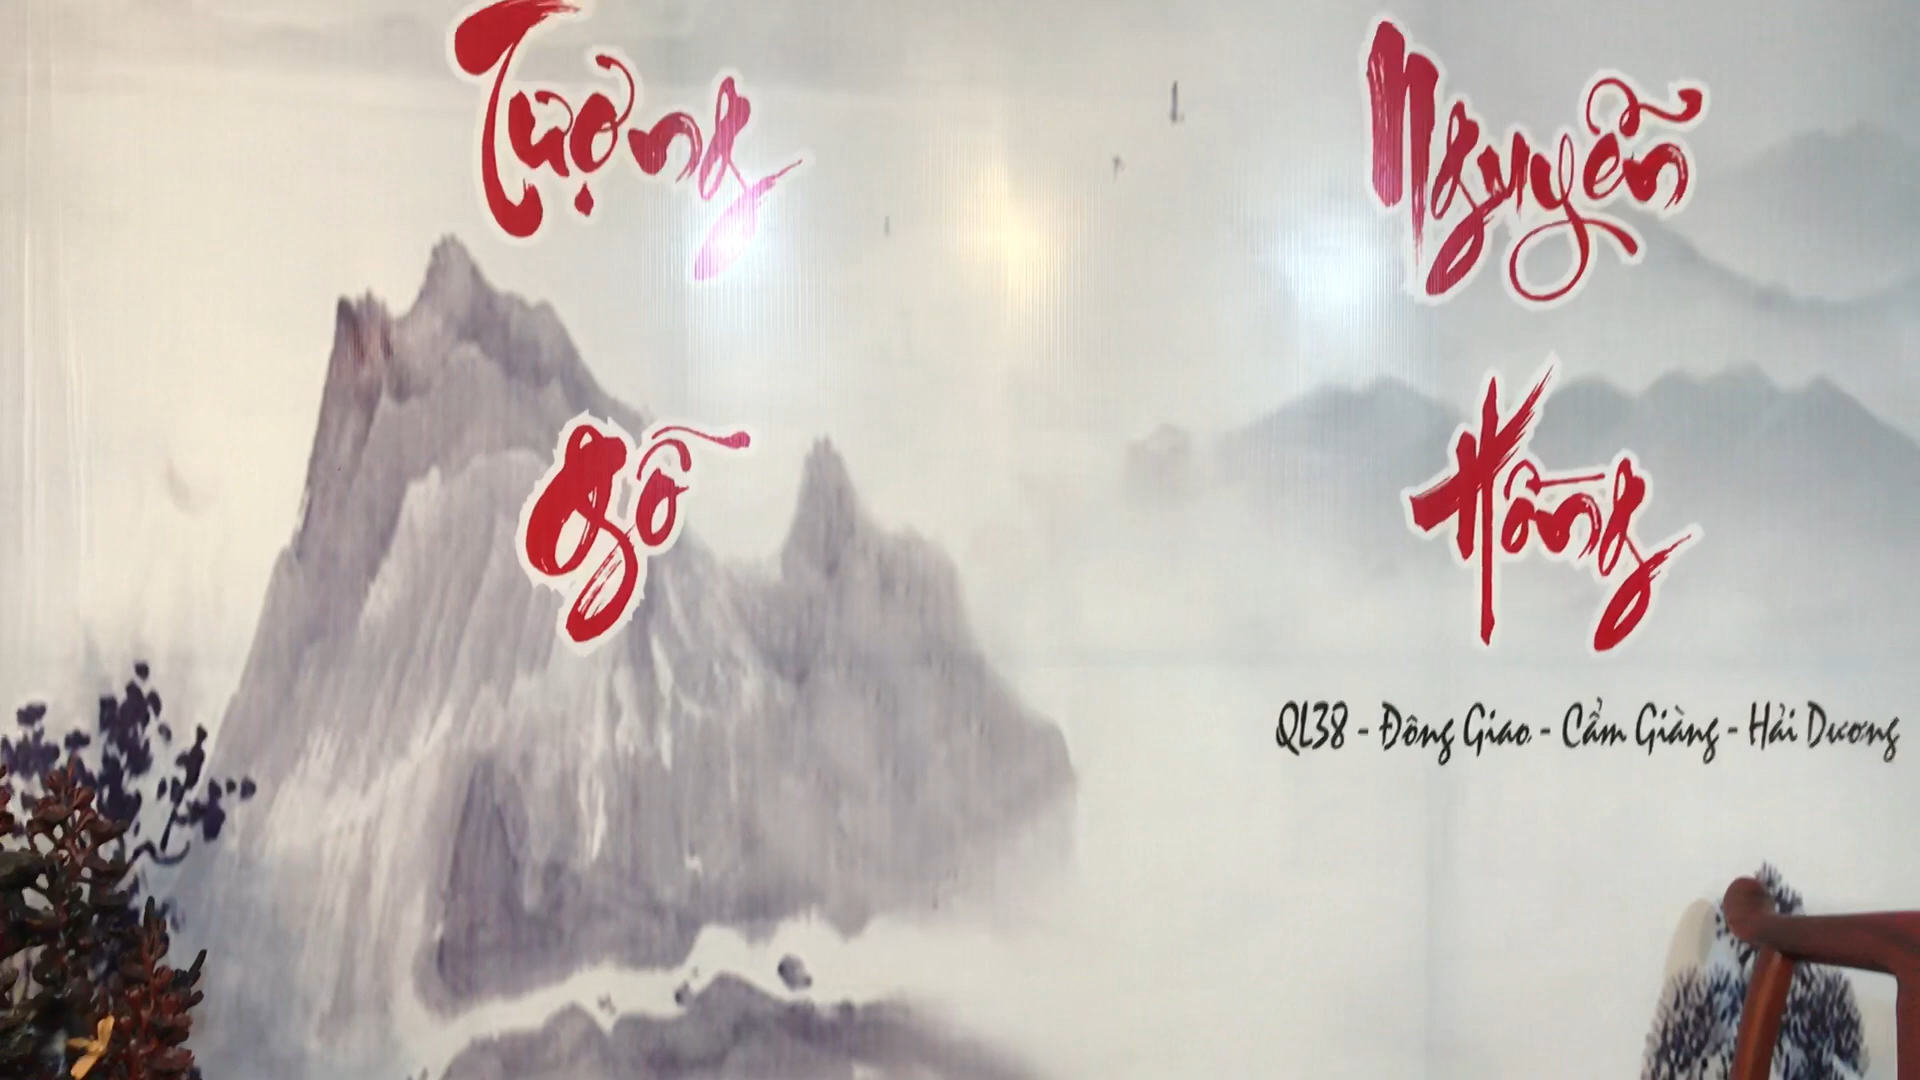 Tượng
Gỗ
Nguyễn
Hồng
QL38 - Đông Giao - Cẩm Giàng - Hải Dương